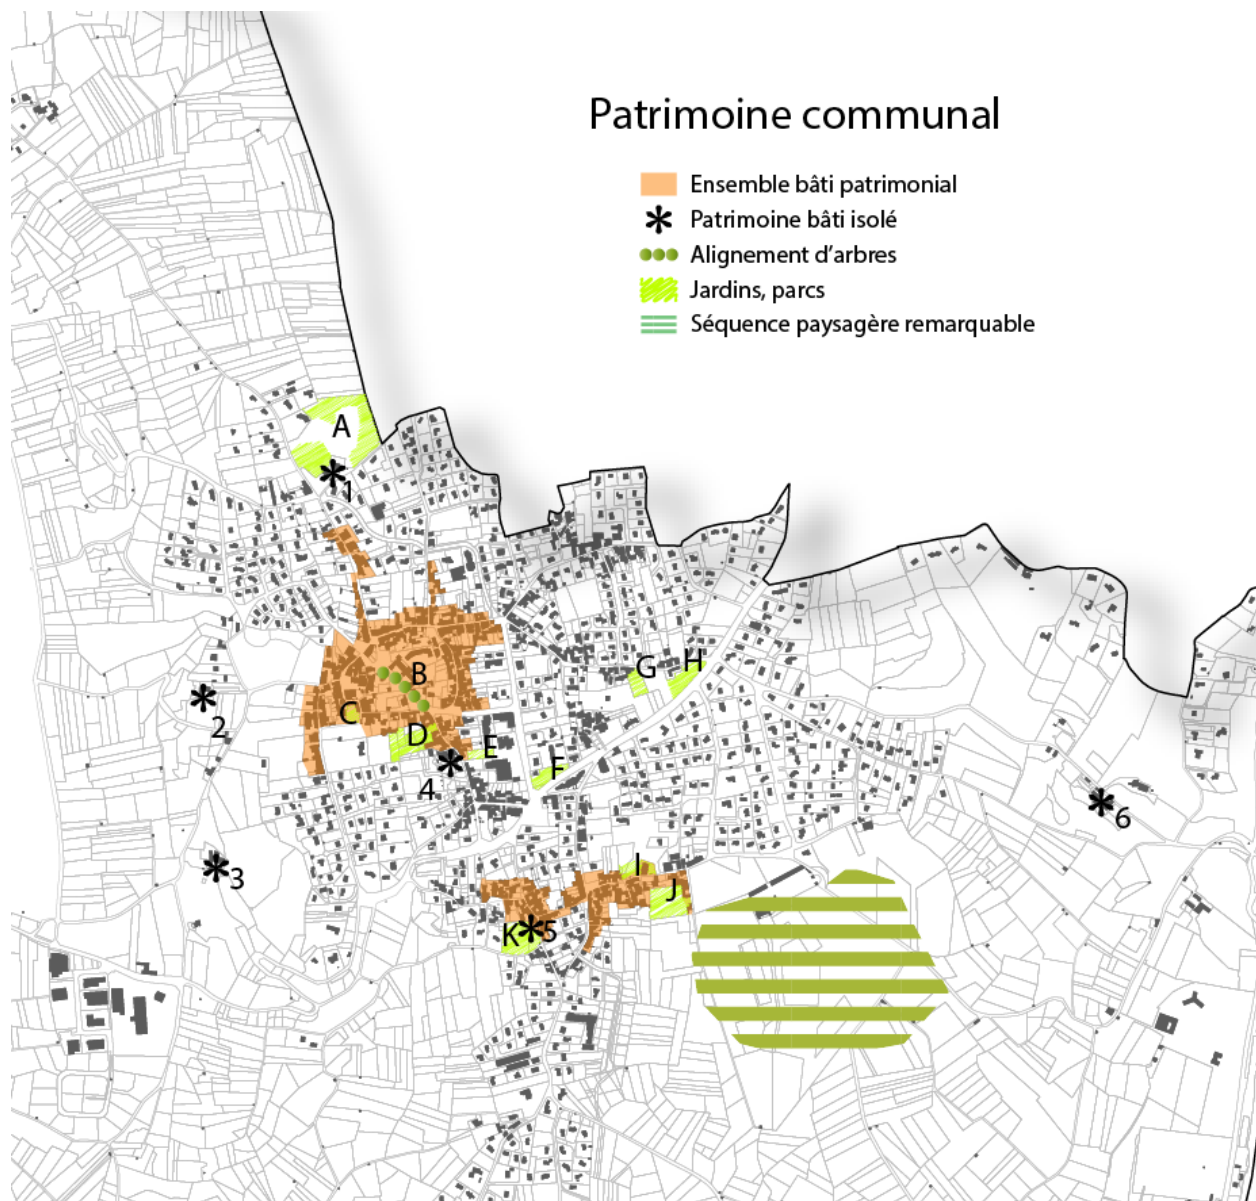 Patrimoine communal
Ensemble bâti patrimonial
Patrimoine bâti isolé
Alignement d'arbres
Jardins, parcs
Séquence paysagère remarquable
A
1
G
H
B
2
C
D
E
4
F
6
3
I
J
K
5